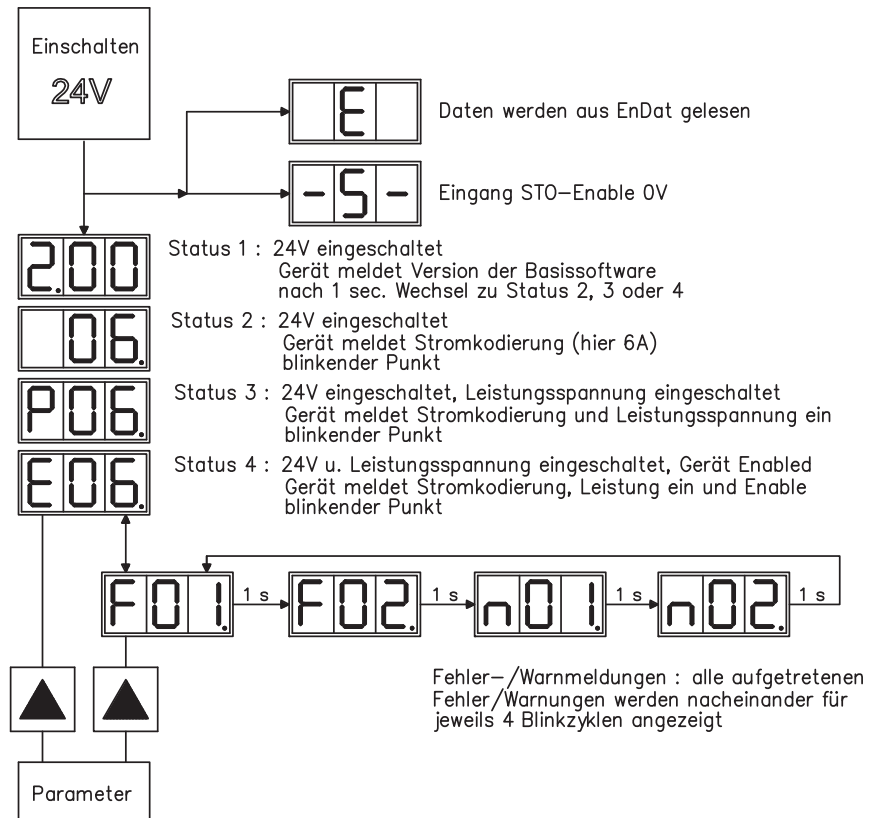 Einschalten
24V
E
Daten werden aus EnDat gelesen
-S-
Eingang STO-Enable 0V
2.00
Status 1 : 24V eingeschaltet
Gerät meldet Version der Basissoftware
nach 1 sec. Wechsel zu Status 2, 3 oder 4
06.
Status 2 : 24V eingeschaltet
Gerät meldet Stromkodierung (hier 6A)
blinkender Punkt
P06.
Status 3 : 24V eingeschaltet, Leistungsspannung eingeschaltet
Gerät meldet Stromkodierung und Leistungsspannung ein
blinkender Punkt
E06.
Status 4 : 24V u. Leistungsspannung eingeschaltet, Gerät Enabled
Gerät meldet Stromkodierung, Leistung ein und Enable
blinkender Punkt
F01. 1 s F02. 1 s n01. 1 s n02. 1 s
Fehler-/Warnmeldungen : alle aufgetretenen
Fehler/Warnungen werden nacheinander für
jeweils 4 Blinkzyklen angezeigt
Parameter